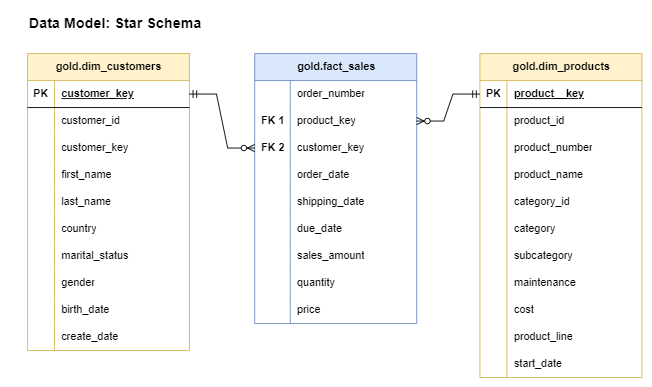 Data Model: Star Schema
gold.dim_customers
PK customer_key
customer_id
customer_key
first_name
last_name
country
marital_status
gender
birth_date
create_date
gold.fact_sales
order_number
FK 1 product_key
FK 2 customer_key
order_date
shipping_date
due_date
sales_amount
quantity
price
gold.dim_products
PK product__key
product_id
product_number
product_name
category_id
category
subcategory
maintenance
cost
product_line
start_date